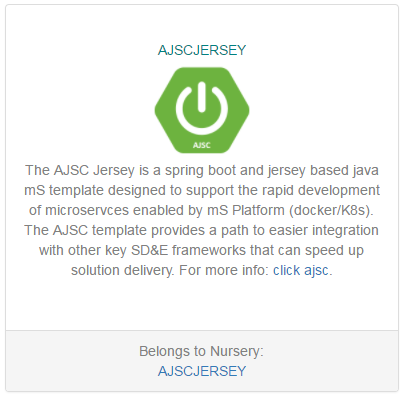 AJSCJERSEY
AJSC
The AJSC Jersey is a spring boot and jersey based java
mS template designed to support the rapid development
of microservces enabled by mS Platform (docker/K8s).
The AJSC template provides a path to easier integration
with other key SD&E frameworks that can speed up
solution delivery. For more info: click ajsc.
Belongs to Nursery:
AJSCJERSEY